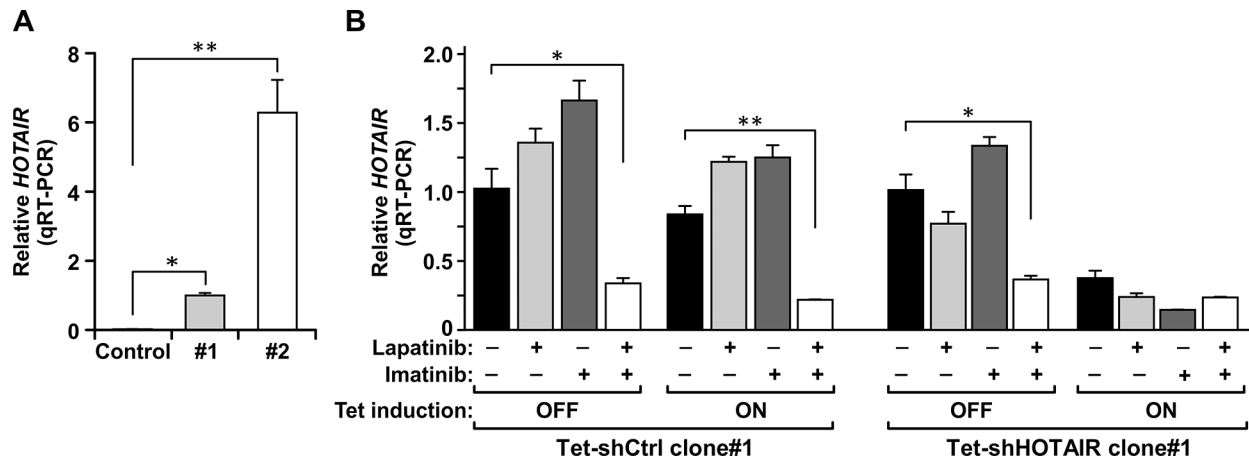 A
Relative HOTAIR
(qRT-PCR)
8
6
4
2
0
**
*
Control #1 #2
B
Relative HOTAIR
(qRT-PCR)
2.0
1.5
1.0
0.5
0
* ** *
Lapatinib: – + – + – + – + – + – + – + – +
Imatinib: – – + + – – + + – – + + – – + +
Tet induction: OFF ON OFF ON
Tet-shCtrl clone#1 Tet-shHOTAIR clone#1